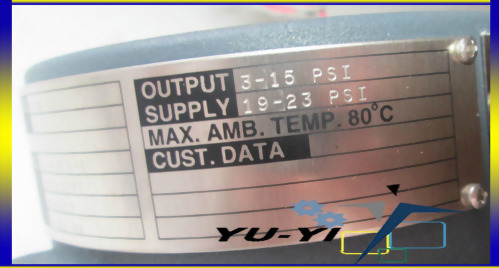 OUTPUT 3-15 PSI
SUPPLY 19-23 PSI
MAX. AMB. TEMP. 80°C
CUST. DATA
YU-YI